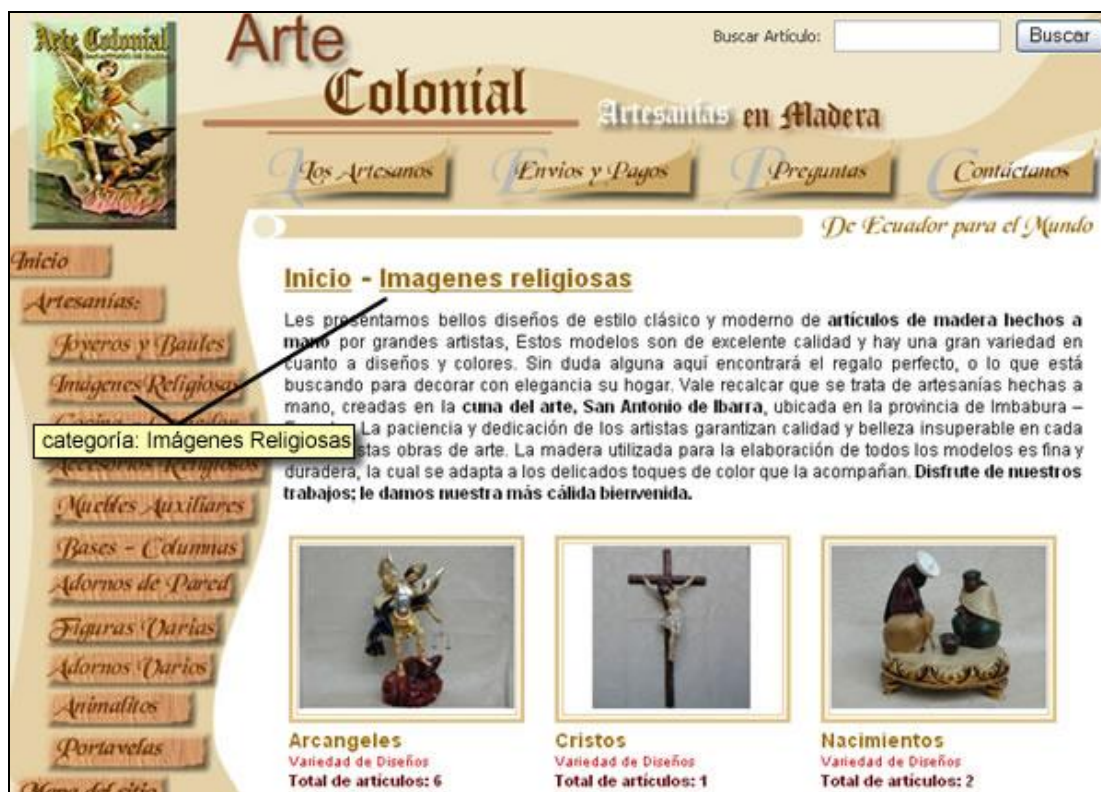 Arte Colonial
Arte
Colonial
Artesanías en Madera
Buscar Artículo:
Buscar
Los Artesanos
Envios y Pagos
Preguntas
Contáctanos
De Ecuador para el Mundo
Inicio
Artesanías:
Joyeros y Baules
Imagenes Religiosas
categoría: Imágenes Religiosas
Accesorios Religiosos
Muebles Auxiliares
Bases - Columnas
Adornos de Pared
Figuras Varias
Adornos Varios
Animalitos
Portavelas
Mapa del sitio
Inicio - Imagenes religiosas
Les presentamos bellos diseños de estilo clásico y moderno de artículos de madera hechos a
mano por grandes artistas, Estos modelos son de excelente calidad y hay una gran variedad en
cuanto a diseños y colores. Sin duda alguna aquí encontrará el regalo perfecto, o lo que está
buscando para decorar con elegancia su hogar. Vale recalcar que se trata de artesanías hechas a
mano, creadas en la cuna del arte, San Antonio de Ibarra, ubicada en la provincia de Imbabura –
La paciencia y dedicación de los artistas garantizan calidad y belleza insuperable en cada
obras de arte. La madera utilizada para la elaboración de todos los modelos es fina y
duradera, la cual se adapta a los delicados toques de color que la acompañan. Disfrute de nuestros
trabajos; le damos nuestra más cálida bienvenida.
Arcangeles
Variedad de Diseños
Total de artículos: 6
Cristos
Variedad de Diseños
Total de artículos: 1
Nacimientos
Variedad de Diseños
Total de artículos: 2